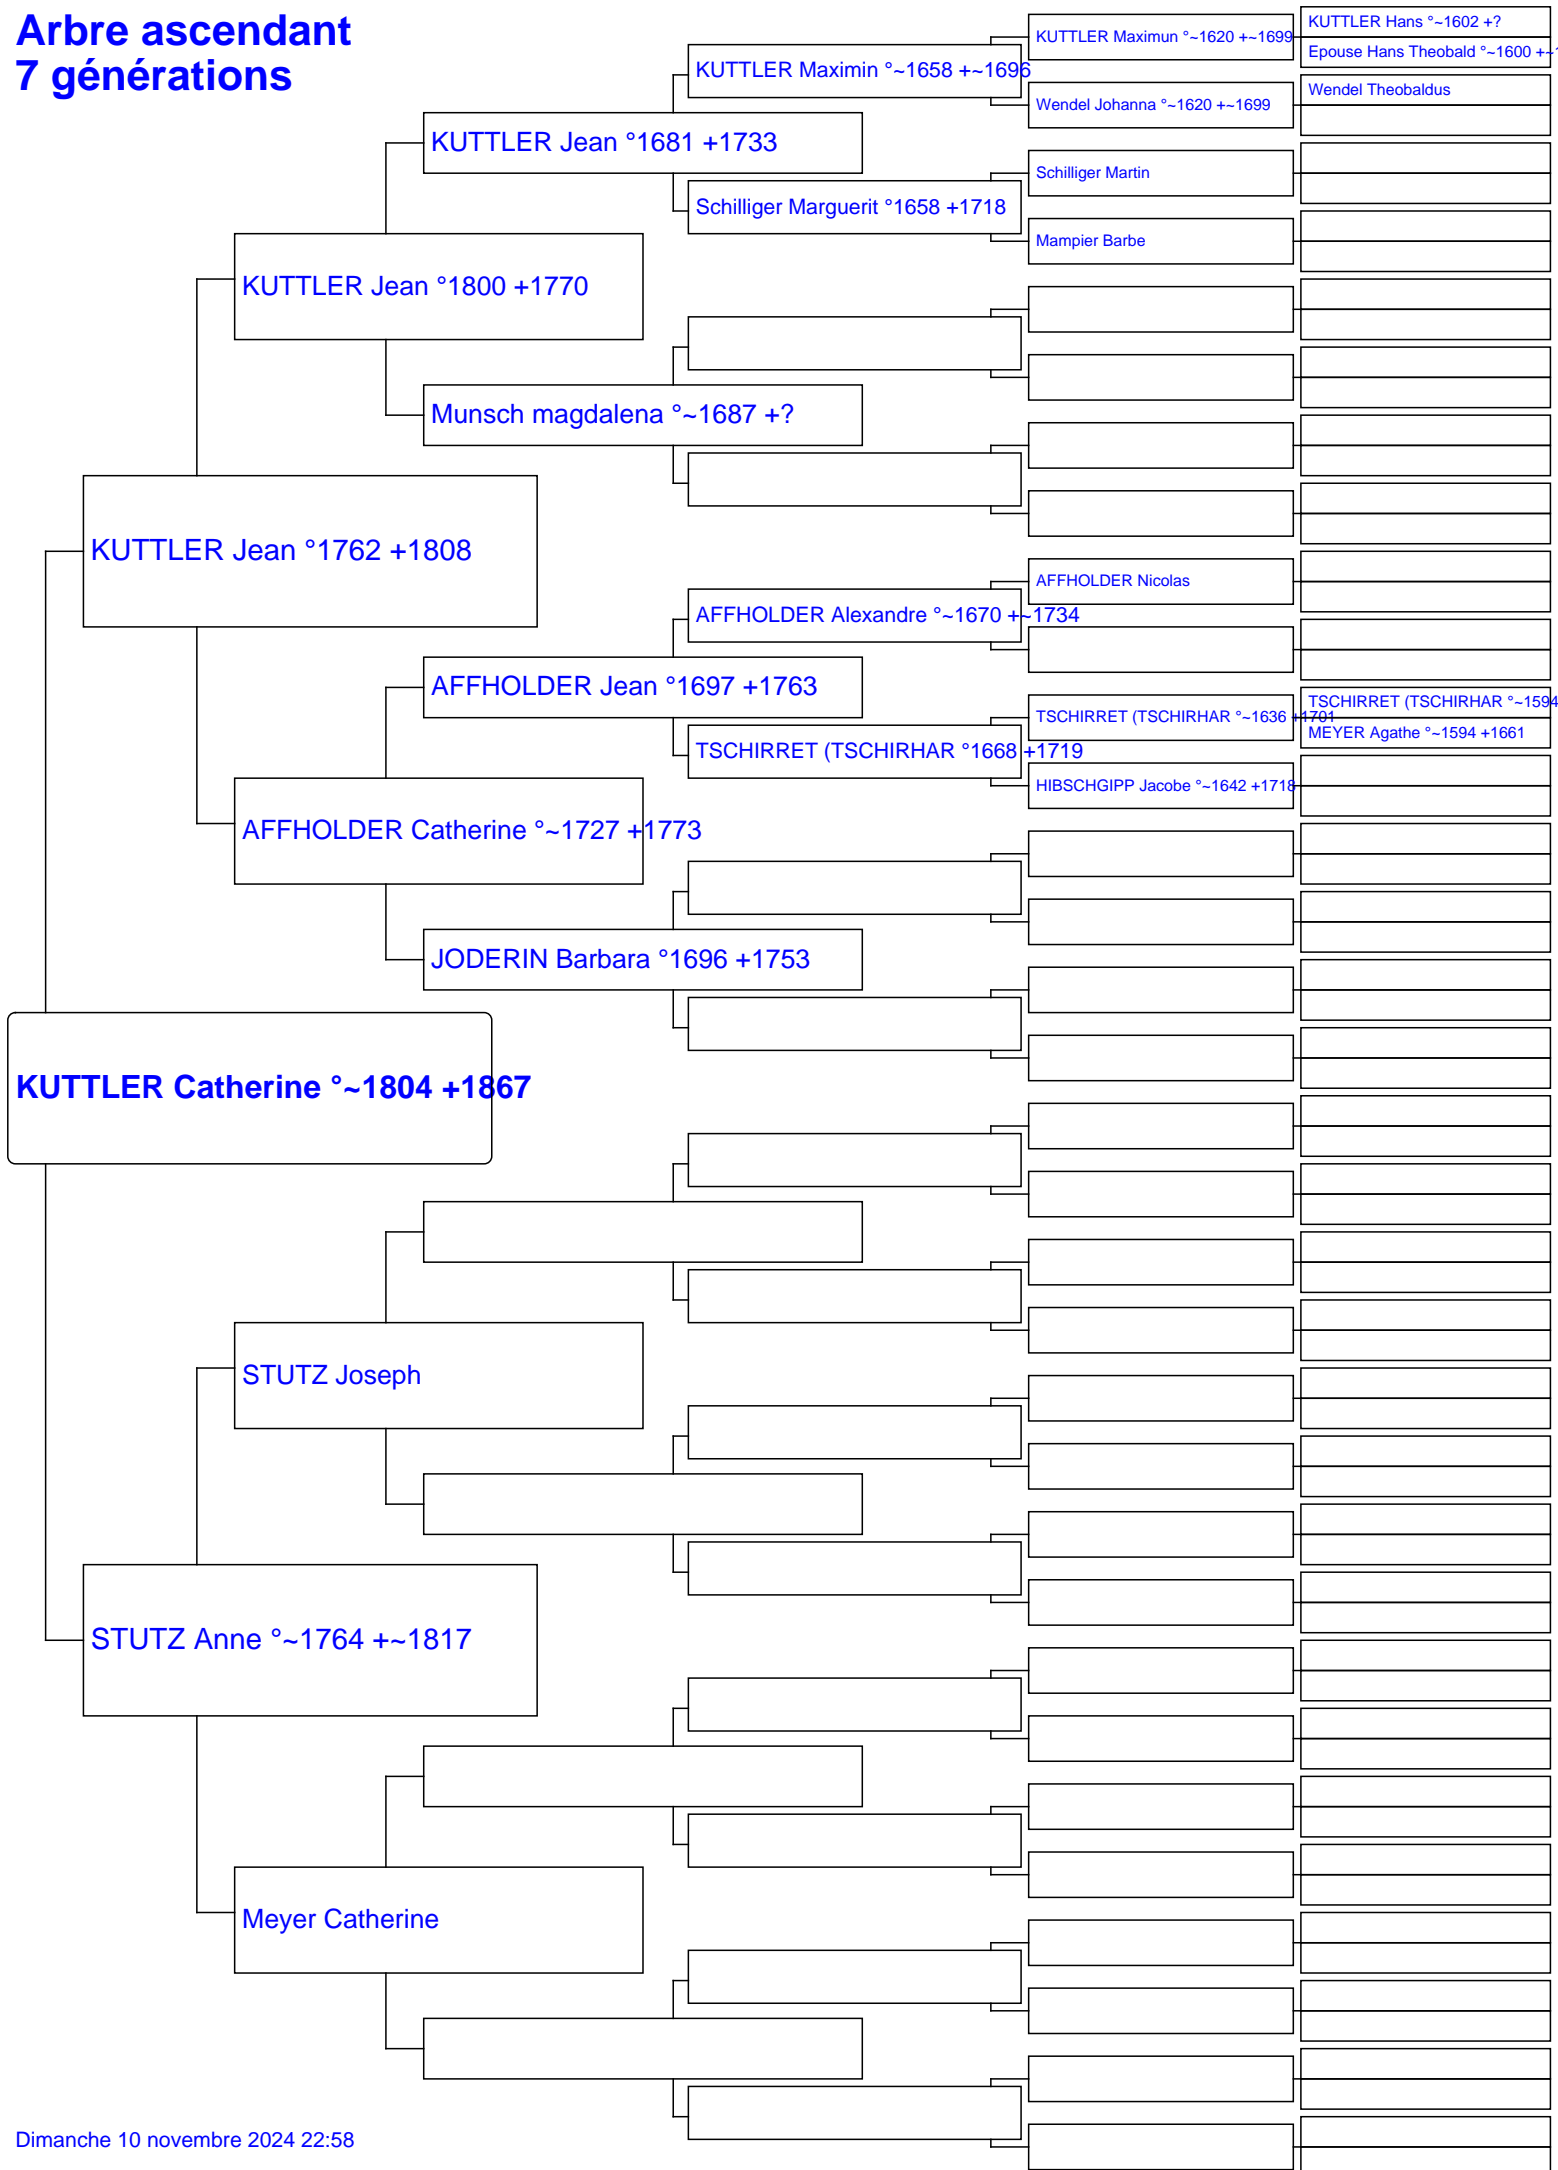 Arbre ascendant
7 générations
KUTTLER Hans °~1602 +?
KUTTLER Maximun °~1620 +~1699
Epouse Hans Theobald °~1600 +~
KUTTLER Maximin °~1658 +~1696
Wendel Theobaldus
Wendel Johanna °~1620 +~1699
KUTTLER Jean °1681 +1733
Schilliger Martin
Schilliger Marguerit °1658 +1718
Mampier Barbe
KUTTLER Jean °1800 +1770
Munsch magdalena °~1687 +?
KUTTLER Jean °1762 +1808
AFFHOLDER Nicolas
AFFHOLDER Alexandre °~1670 +~1734
AFFHOLDER Jean °1697 +1763
TSCHIRRET (TSCHIRHAR °~1594
TSCHIRRET (TSCHIRHAR °~1636 +1701
MEYER Agathe °~1594 +1661
TSCHIRRET (TSCHIRHAR °1668 +1719
HIBSCHGIPP Jacobe °~1642 +1718
AFFHOLDER Catherine °~1727 +1773
JODERIN Barbara °1696 +1753
KUTTLER Catherine °~1804 +1867
STUTZ Joseph
STUTZ Anne °~1764 +~1817
Meyer Catherine
Dimanche 10 novembre 2024 22:58